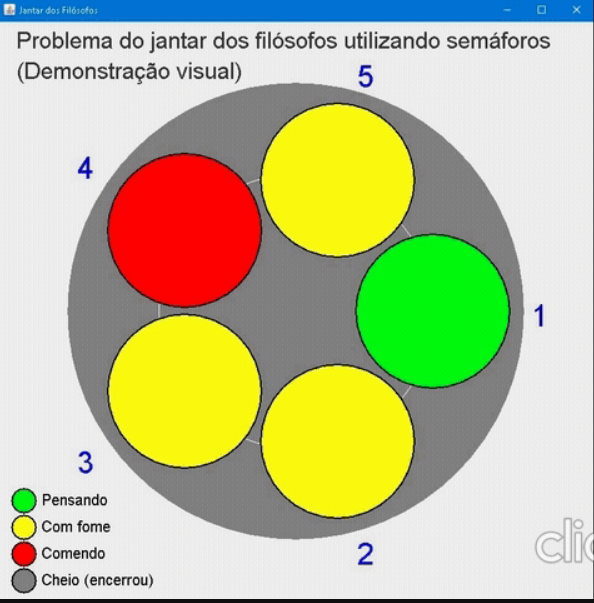 Jantar dos Filósofos
Problema do jantar dos filósofos utilizando semáforos
(Demonstração visual)
5
4
1
3
2
Pensando
Com fome
Comendo
Cheio (encerrou)